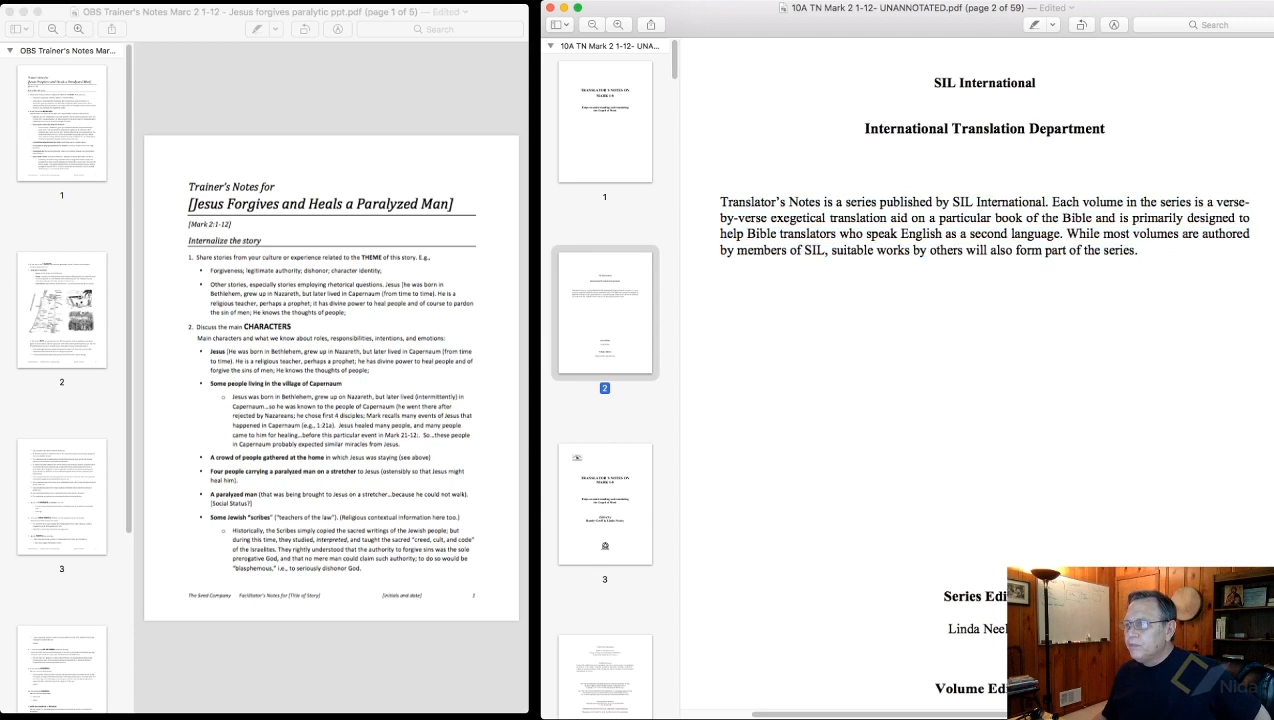 OBS Trainer's Notes Marc 2 1-12 - Jesus forgives paralytic ppt.pdf (page 1 of 5) — Edited
Search
OBS Trainer's Notes Mar...
1
2
3
Trainer's Notes for
[Jesus Forgives and Heals a Paralyzed Man]
[Mark 2:1-12]
Internalize the story
1. Share stories from your culture or experience related to the THEME of this story. E.g.,
• Forgiveness; legitimate authority; dishonor; character identity;
• Other stories, especially stories employing rhetorical questions. Jesus [he was born in
Bethlehem, grew up in Nazareth, but later lived in Capernaum (from time to time). He is a
religious teacher, perhaps a prophet; it has divine power to heal people and of course to pardon
the sin of men; He knows the thoughts of people;
2. Discuss the main CHARACTERS
Main characters and what we know about roles, responsibilities, intentions, and emotions:
• Jesus [He was born in Bethlehem, grew up in Nazareth, but later lived in Capernaum (from time
to time). He is a religious teacher, perhaps a prophet; he has divine power to heal people and of
forgive the sins of men; He knows the thoughts of people;
• Some people living in the village of Capernaum
o Jesus was born in Bethlehem, grew up on Nazareth, but later lived (intermittently) in
Capernaum...so he was known to the people of Capernaum (he went there after
rejected by Nazareans; he chose first 4 disciples; Mark recalls many events of Jesus that
happened in Capernaum (e.g., 1:21a). Jesus healed many people, and many people
came to him for healing...before this particular event in Mark 21-12:. So...these people
in Capernaum probably expected similar miracles from Jesus.
• A crowd of people gathered at the home in which Jesus was staying (see above)
• Four people carrying a paralyzed man on a stretcher to Jesus (ostensibly so that Jesus might
heal him).
• A paralyzed man (that was being brought to Jesus on a stretcher...because he could not walk).
[Social Status?]
• Some Jewish "scribes" ("teachers of the law"). (Religious contextual information here too.)
o Historically, the Scribes simply copied the sacred writings of the Jewish people; but
during this time, they studied, interpreted, and taught the sacred "creed, cult, and code"
of the Israelites. They rightly understood that the authority to forgive sins was the sole
prerogative God, and that no mere man could claim such authority; to do so would be
"blasphemous," i.e., to seriously dishonor God.
The Seed Company Facilitator's Notes for [Title of Story] [initials and date] 1
10A TN Mark 2 1-12- UNANNOTATED.pdf (page 2 of 59) — Edited
Search
10A TN Mark 2 1-12- UNA...
TRANSLATOR'S NOTES ON
MARK 1-8
1
2
TRANSLATOR'S NOTES ON
MARK 1-8
3
SIL International
International Translation Department
Translator's Notes is a series published by SIL International. Each volume in the series is a verse-
by-verse exegetical translation aid on a particular book of the Bible and is primarily designed to
help Bible translators who speak English as a second language. While most volumes are authored
by members of SIL, suitable works by others will also form part of the series.
Series Edi
Linda Neel
Volume Edi
Nida